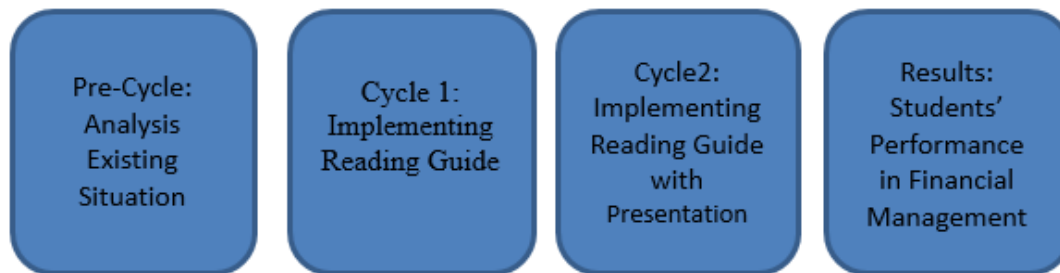 Pre-Cycle:
Analysis
Existing
Situation
Cycle 1:
Implementing
Reading Guide
Cycle2:
Implementing
Reading Guide
with
Presentation
Results:
Students’
Performance
in Financial
Management